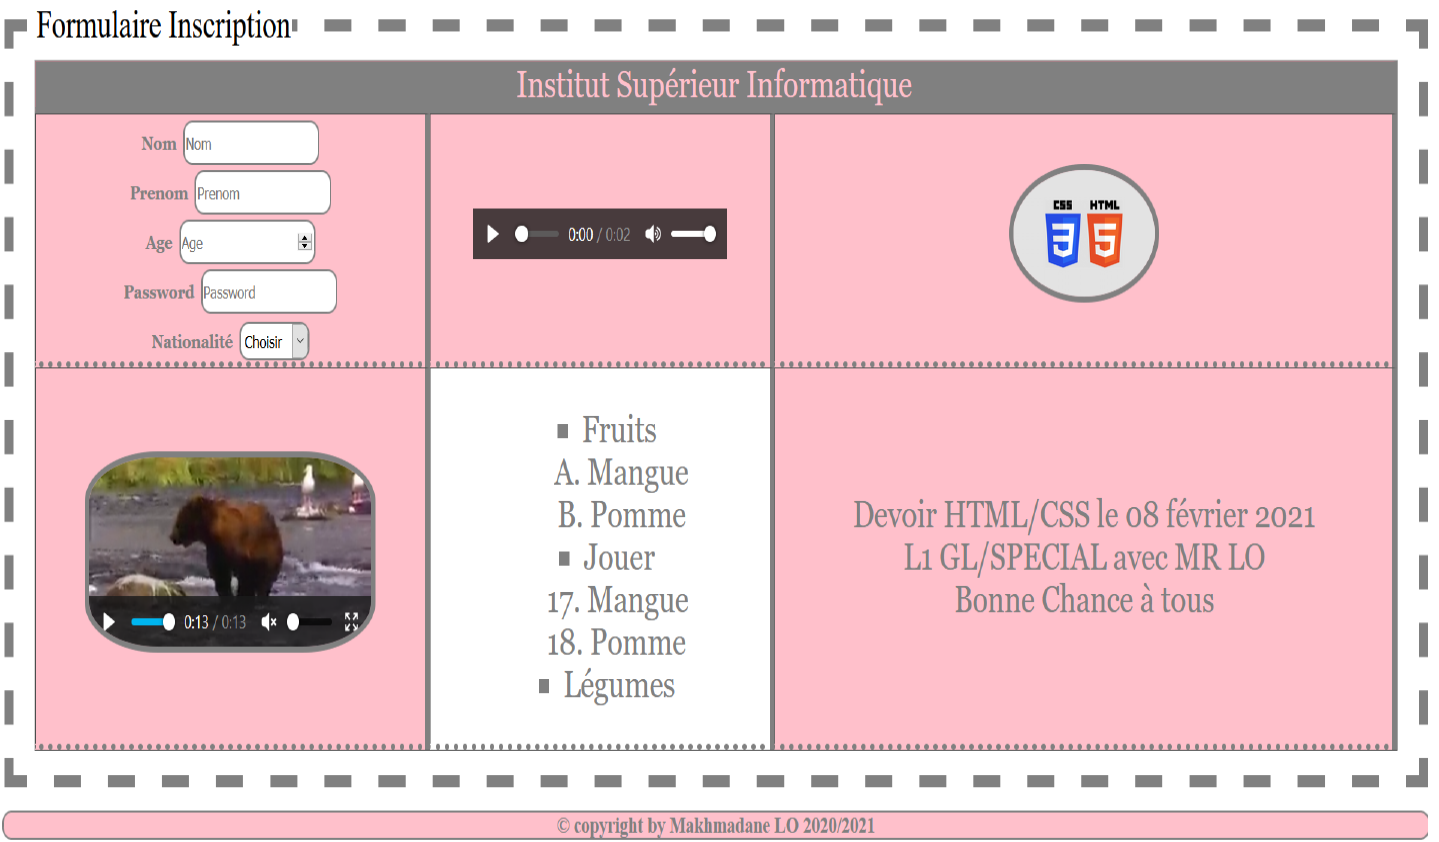 Formulaire Inscription
Institut Supérieur Informatique
Nom Nom
Prenom Prenom
Age Age
Password Password
Nationalité Choisir
0:00 / 0:02
CSS HTML
3 5
0:13 / 0:13
Fruits
A. Mangue
B. Pomme
Jouer
17. Mangue
18. Pomme
Légumes
Devoir HTML/CSS le 08 février 2021
L1 GL/SPECIAL avec MR LO
Bonne Chance à tous
© copyright by Makhmadane LO 2020/2021